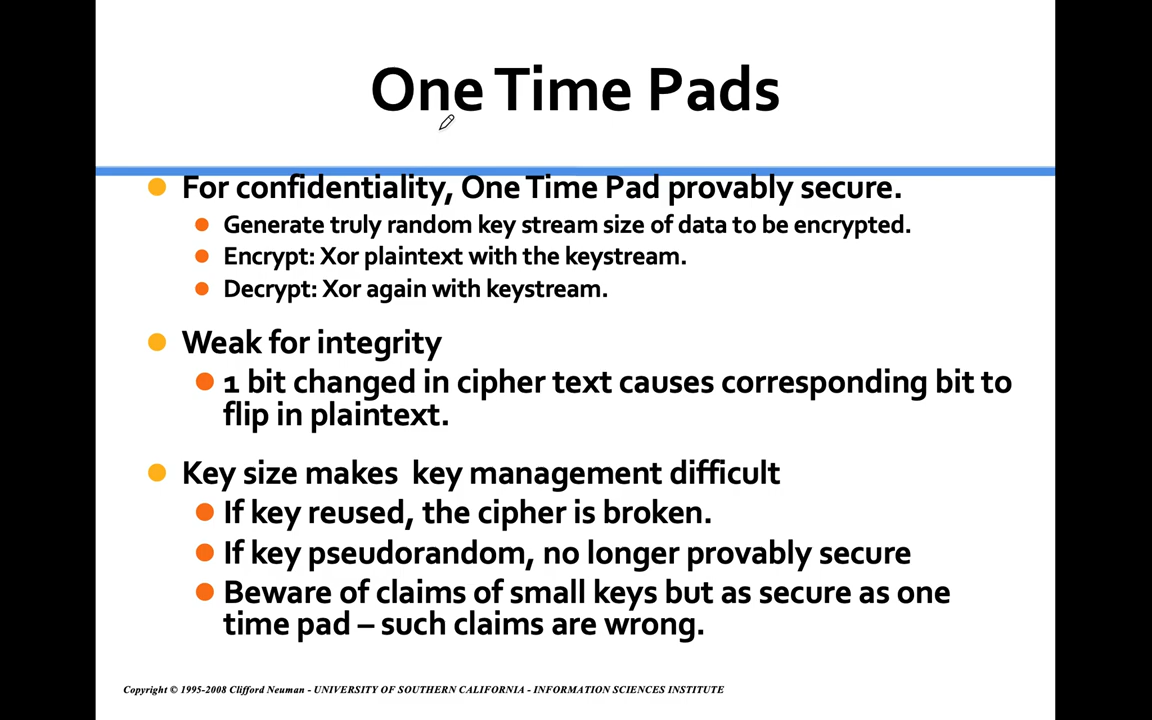 One Time Pads
For confidentiality, One Time Pad provably secure.
Generate truly random key stream size of data to be encrypted.
Encrypt: Xor plaintext with the keystream.
Decrypt: Xor again with keystream.
Weak for integrity
1 bit changed in cipher text causes corresponding bit to
flip in plaintext.
Key size makes  key management difficult
If key reused, the cipher is broken.
If key pseudorandom, no longer provably secure
Beware of claims of small keys but as secure as one
time pad – such claims are wrong.
Copyright © 1995-2008 Clifford Neuman - UNIVERSITY OF SOUTHERN CALIFORNIA - INFORMATION SCIENCES INSTITUTE